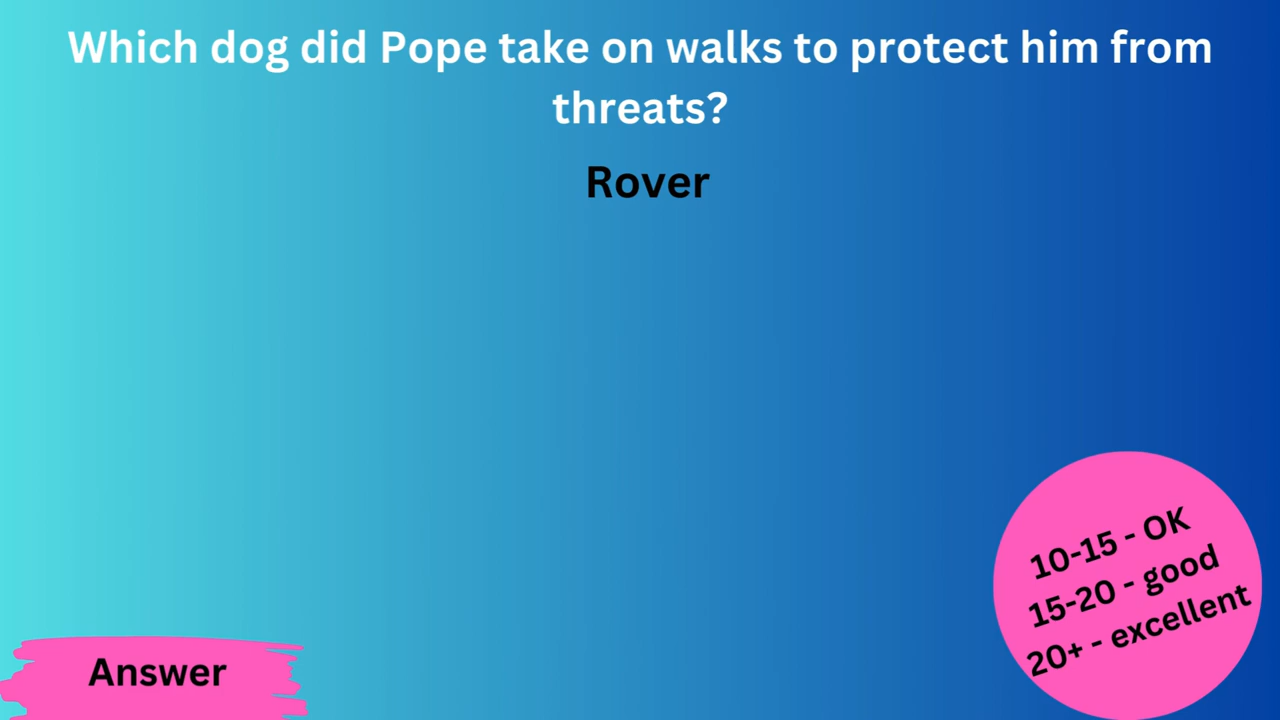 Which dog did Pope take on walks to protect him from
threats?
Rover
10-15 - OK
15-20 - good
20+ - excellent
Answer